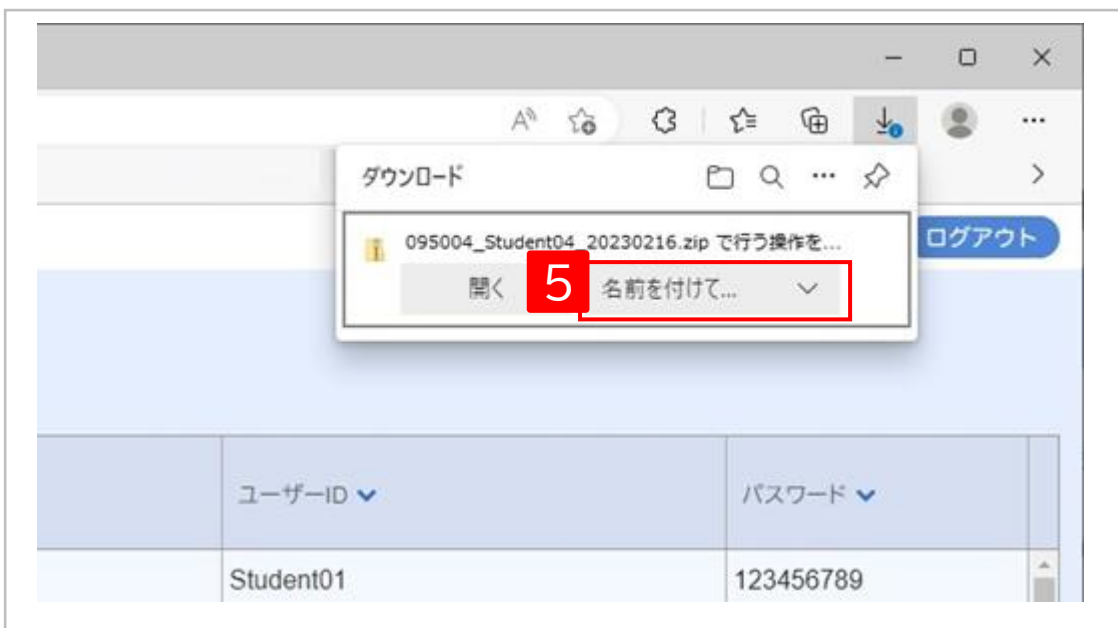 ダウンロード
ログアウト
095004_Student04_20230216.zip で行う操作を...
開く
5
名前を付けて...
ユーザーID
パスワード
Student01
123456789